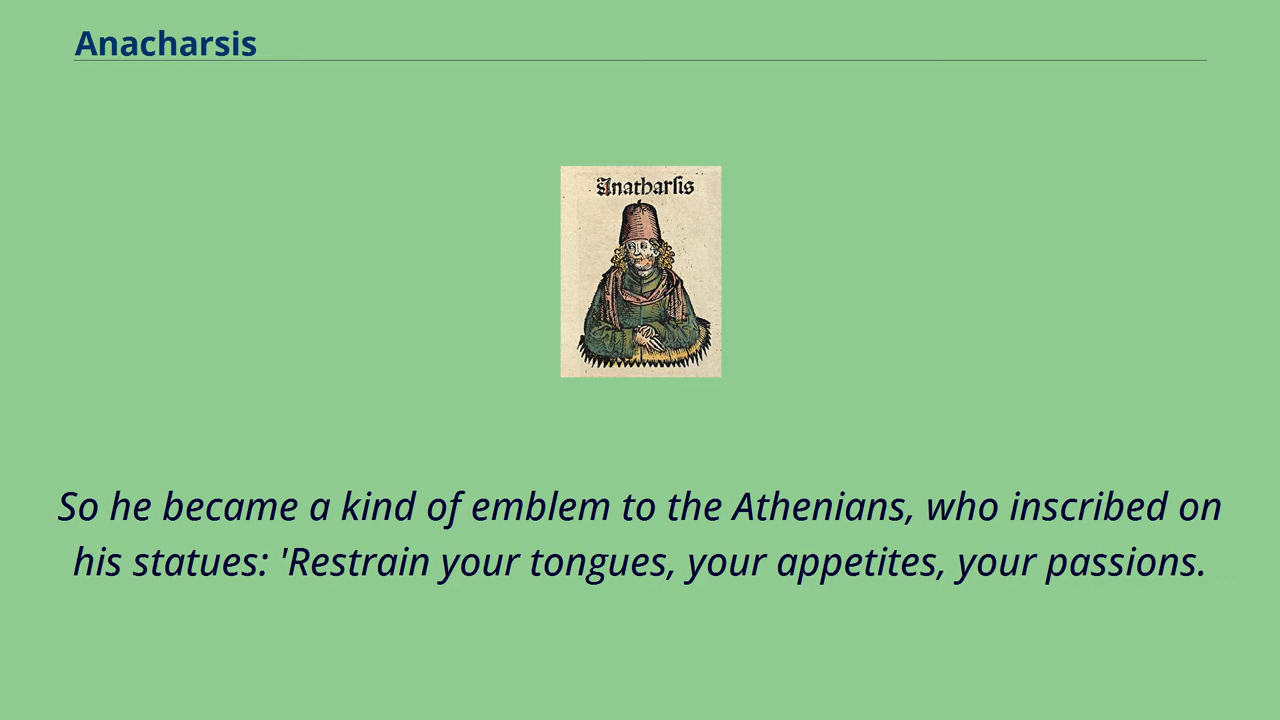 Anacharsis
Anatharſis
So he became a kind of emblem to the Athenians, who inscribed on
his statues: 'Restrain your tongues, your appetites, your passions.